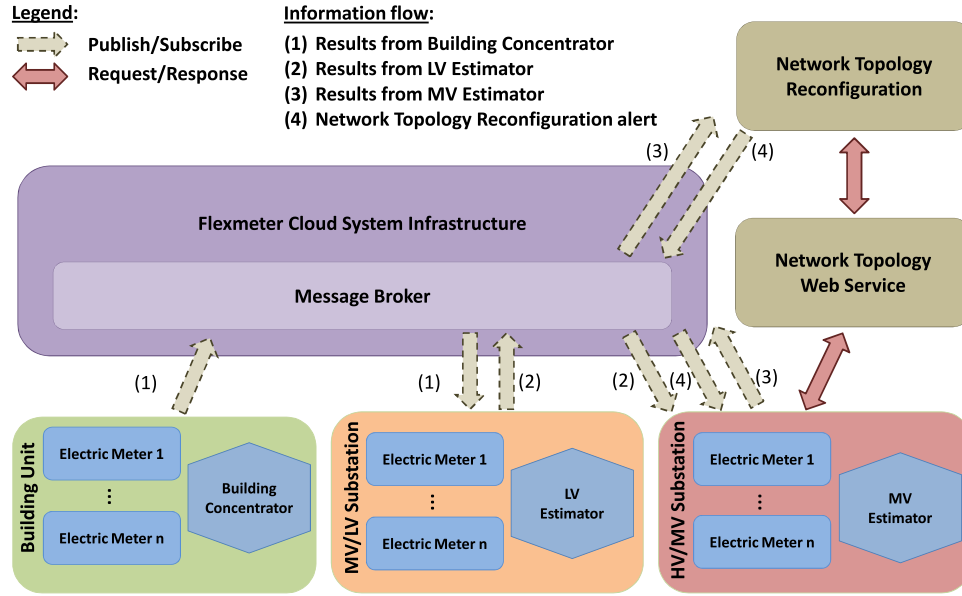 Legend:
Publish/Subscribe
Request/Response
Information flow:
(1) Results from Building Concentrator
(2) Results from LV Estimator
(3) Results from MV Estimator
(4) Network Topology Reconfiguration alert
Network Topology
Reconfiguration
(3)
(4)
Flexmeter Cloud System Infrastructure
Message Broker
Network Topology
Web Service
(1)
(1)
(2)
(2)
(4)
(3)
Building Unit
Electric Meter 1
...
Electric Meter n
Building
Concentrator
MV/LV Substation
Electric Meter 1
...
Electric Meter n
LV
Estimator
HV/MV Substation
Electric Meter 1
...
Electric Meter n
MV
Estimator